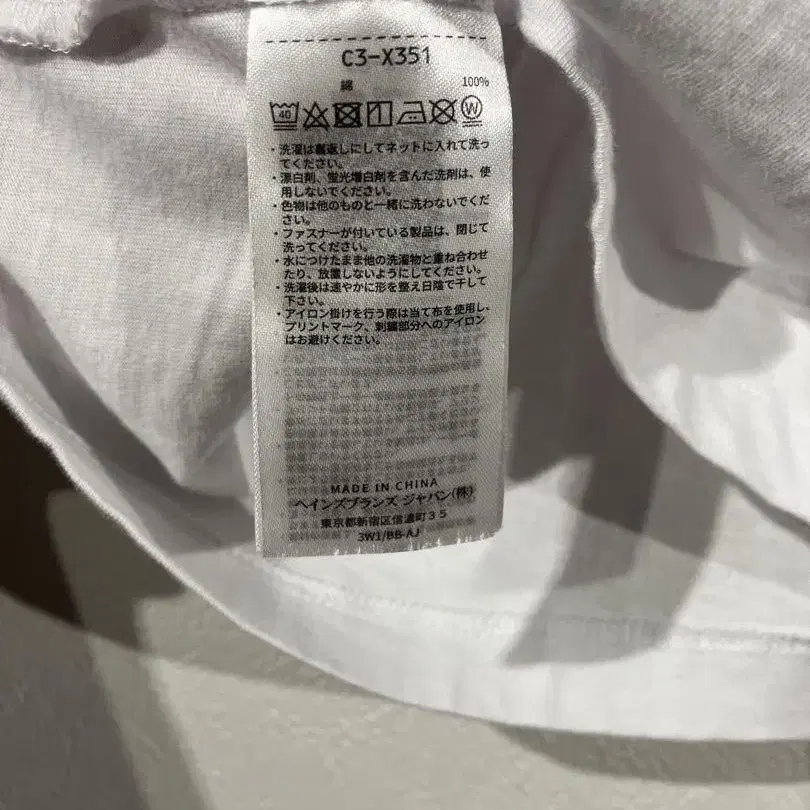 C3-X351
綿 100%
40 W
・洗濯は裏返しにしてネットに入れて洗っ
てください。
・漂白剤、蛍光増白剤を含んだ洗剤は、使
用しないでください。
・色物は他のものと一緒に洗わないでくだ
さい。
・ファスナーが付いている製品は、閉じて
洗ってください。
・水につけたまま他の洗濯物と重ね合わせ
たり、放置しないようにしてください。
・洗濯後は速やかに形を整え日陰で干して
下さい。
・アイロン掛けを行う際は当て布を使用し、
プリントマーク、刺繍部分へのアイロン
はお避けください。
MADE IN CHINA
ヘインズブランズ ジャパン(株)
東京都新宿区信濃町35
3W1/BB-AJ